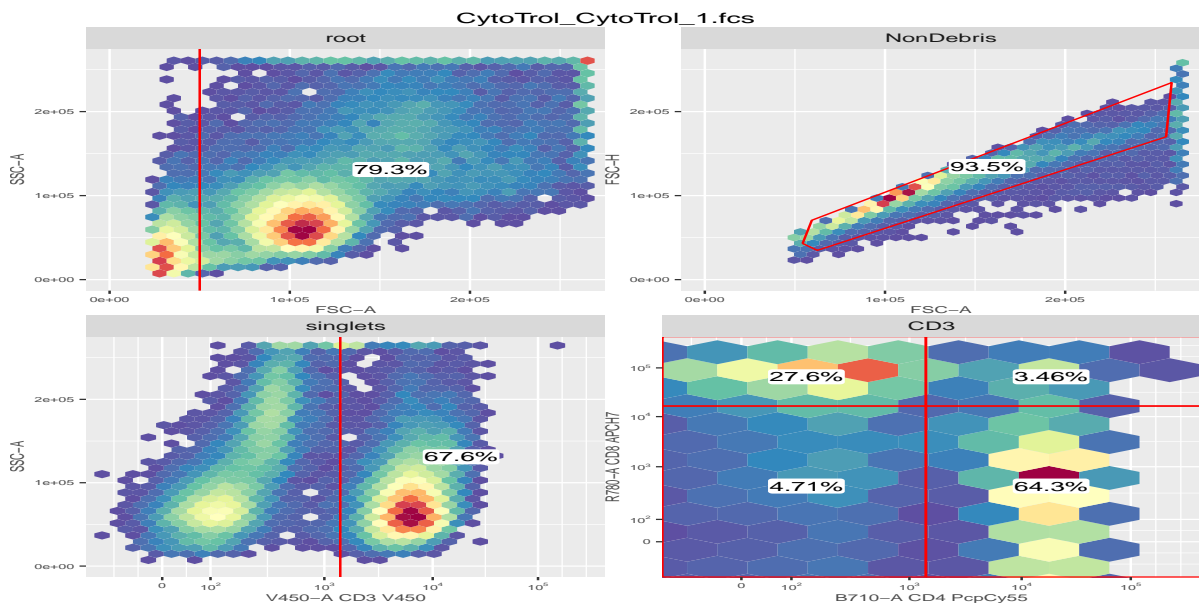 CytoTrol_CytoTrol_1.fcs
root
SSC-A
2e+05
1e+05
0e+00
79.3%
0e+00 1e+05 2e+05
FSC-A
NonDebris
FSC-H
2e+05
1e+05
0e+00
93.5%
0e+00 1e+05 2e+05
FSC-A
singlets
SSC-A
2e+05
1e+05
0e+00
67.6%
0 10² 10³ 10⁴ 10⁵
V450-A CD3 V450
CD3
R780-A CD8 APCH7
10⁵
10⁴
10³
10²
0
27.6% 3.46%
4.71% 64.3%
0 10² 10³ 10⁴ 10⁵
B710-A CD4 PcpCy55